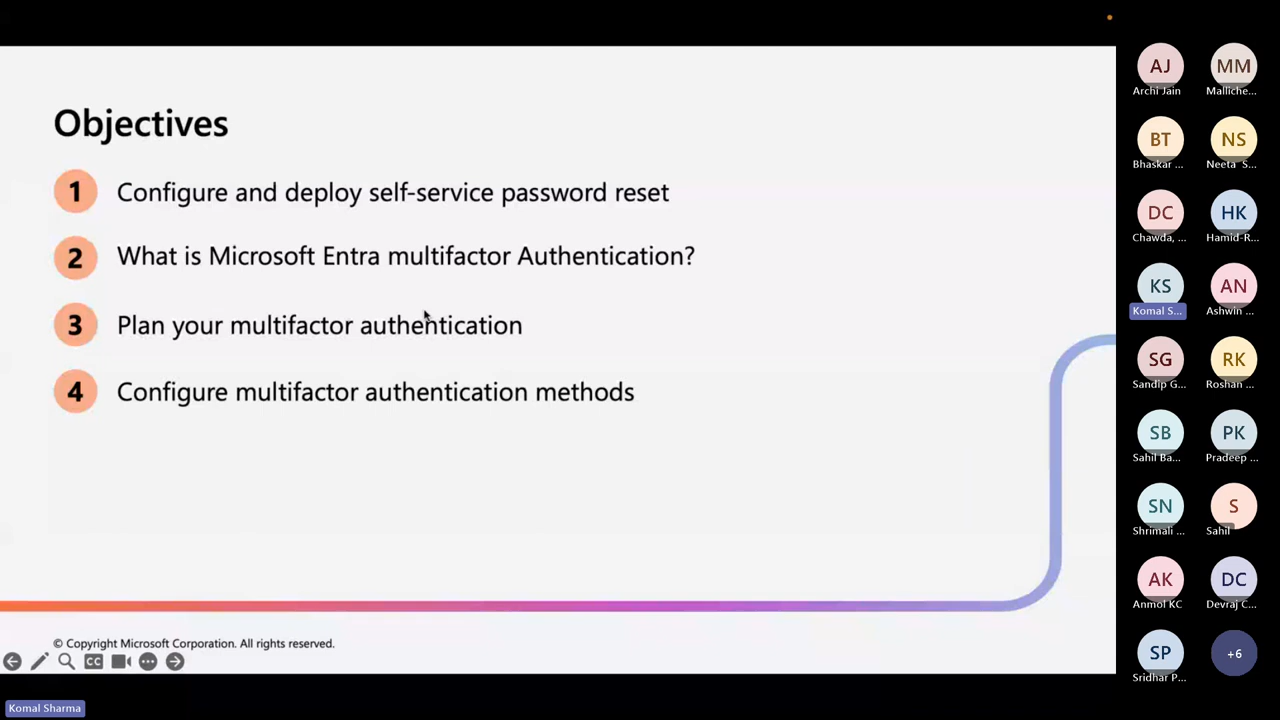 Objectives
1 Configure and deploy self-service password reset
2 What is Microsoft Entra multifactor Authentication?
3 Plan your multifactor authentication
4 Configure multifactor authentication methods
© Copyright Microsoft Corporation. All rights reserved.
CC
Komal Sharma
AJ MM
Archi Jain Malliche...
BT NS
Bhaskar ... Neeta S...
DC HK
Chawda, ... Hamid-R...
KS AN
Komal S... Ashwin ...
SG RK
Sandip G... Roshan ...
SB PK
Sahil Ba... Pradeep ...
SN S
Shrimali ... Sahil
AK DC
Anmol KC Devraj C...
SP +6
Sridhar P...